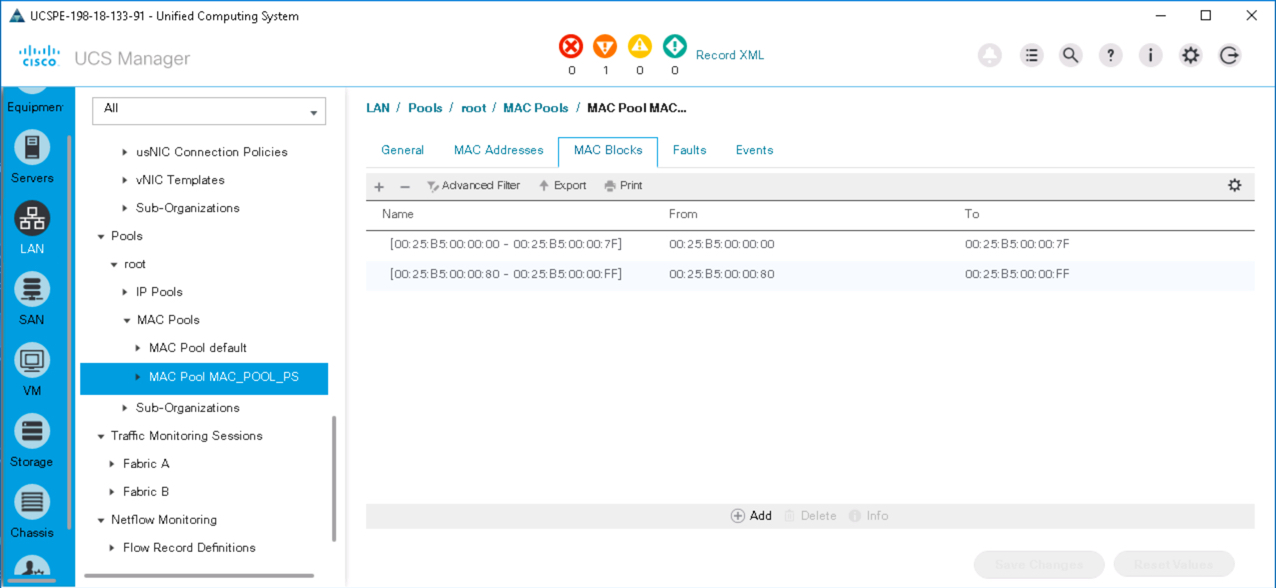 UCSPE-198-18-133-91 - Unified Computing System
cisco UCS Manager
0 1 0 0
Record XML
Equipmen
Servers
LAN
SAN
VM
Storage
Chassis
All
usNIC Connection Policies
vNIC Templates
Sub-Organizations
Pools
root
IP Pools
MAC Pools
MAC Pool default
MAC Pool MAC_POOL_PS
Sub-Organizations
Traffic Monitoring Sessions
Fabric A
Fabric B
Netflow Monitoring
Flow Record Definitions
LAN / Pools / root / MAC Pools / MAC Pool MAC...
General MAC Addresses MAC Blocks Faults Events
+ − Advanced Filter Export Print
Name From To
[00:25:B5:00:00:00 - 00:25:B5:00:00:7F] 00:25:B5:00:00:00 00:25:B5:00:00:7F
[00:25:B5:00:00:80 - 00:25:B5:00:00:FF] 00:25:B5:00:00:80 00:25:B5:00:00:FF
Add Delete Info
Save Changes Reset Values